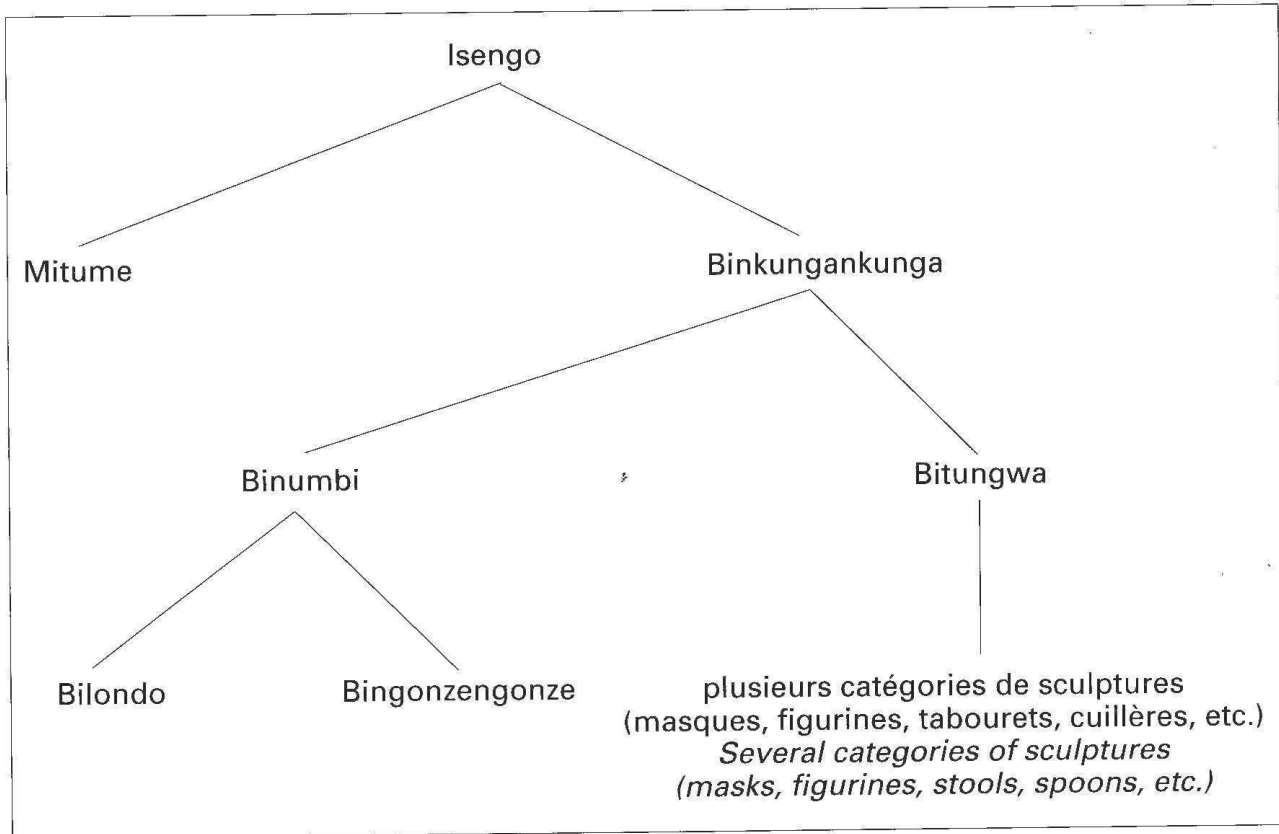 Isengo
Mitume
Binkungankunga
Binumbi
Bitungwa
Bilondo
Bingonzengonze
plusieurs catégories de sculptures
(masques, figurines, tabourets, cuillères, etc.)
Several categories of sculptures
(masks, figurines, stools, spoons, etc.)